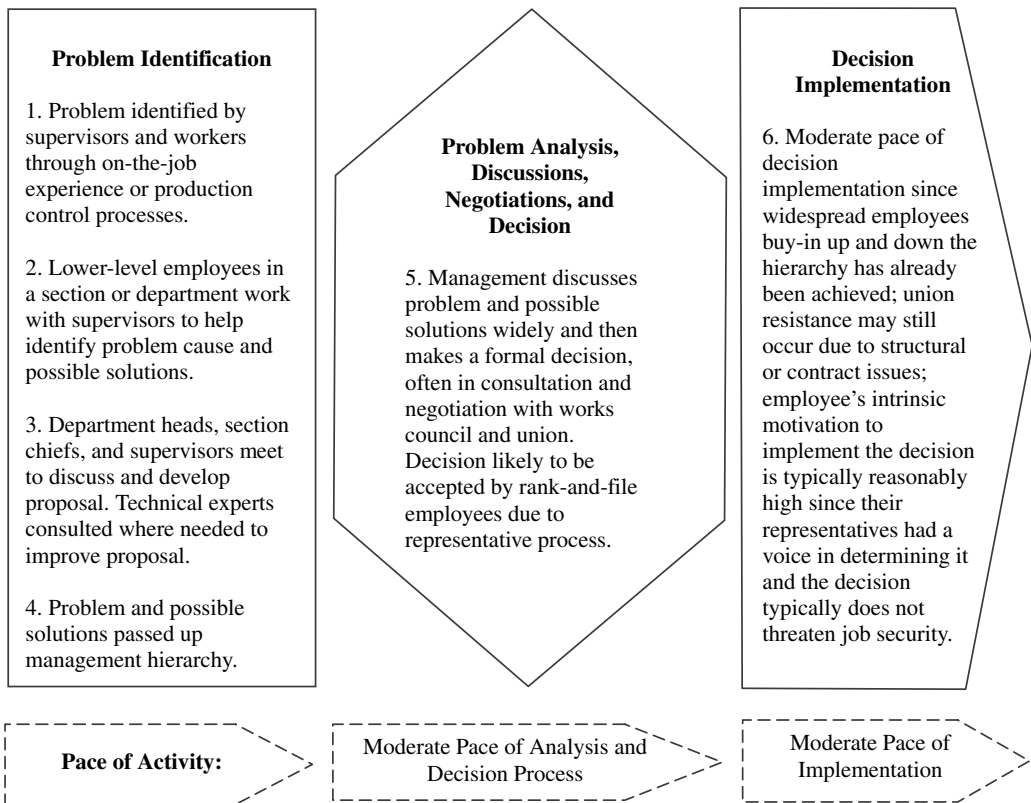 Problem Identification
1. Problem identified by
supervisors and workers
through on-the-job
experience or production
control processes.
2. Lower-level employees in
a section or department work
with supervisors to help
identify problem cause and
possible solutions.
3. Department heads, section
chiefs, and supervisors meet
to discuss and develop
proposal. Technical experts
consulted where needed to
improve proposal.
4. Problem and possible
solutions passed up
management hierarchy.
Problem Analysis,
Discussions,
Negotiations, and
Decision
5. Management discusses
problem and possible
solutions widely and then
makes a formal decision,
often in consultation and
negotiation with works
council and union.
Decision likely to be
accepted by rank-and-file
employees due to
representative process.
Decision
Implementation
6. Moderate pace of
decision
implementation since
widespread employees
buy-in up and down the
hierarchy has already
been achieved; union
resistance may still
occur due to structural
or contract issues;
employee’s intrinsic
motivation to
implement the decision
is typically reasonably
high since their
representatives had a
voice in determining it
and the decision
typically does not
threaten job security.
Pace of Activity:
Moderate Pace of Analysis and
Decision Process
Moderate Pace of
Implementation